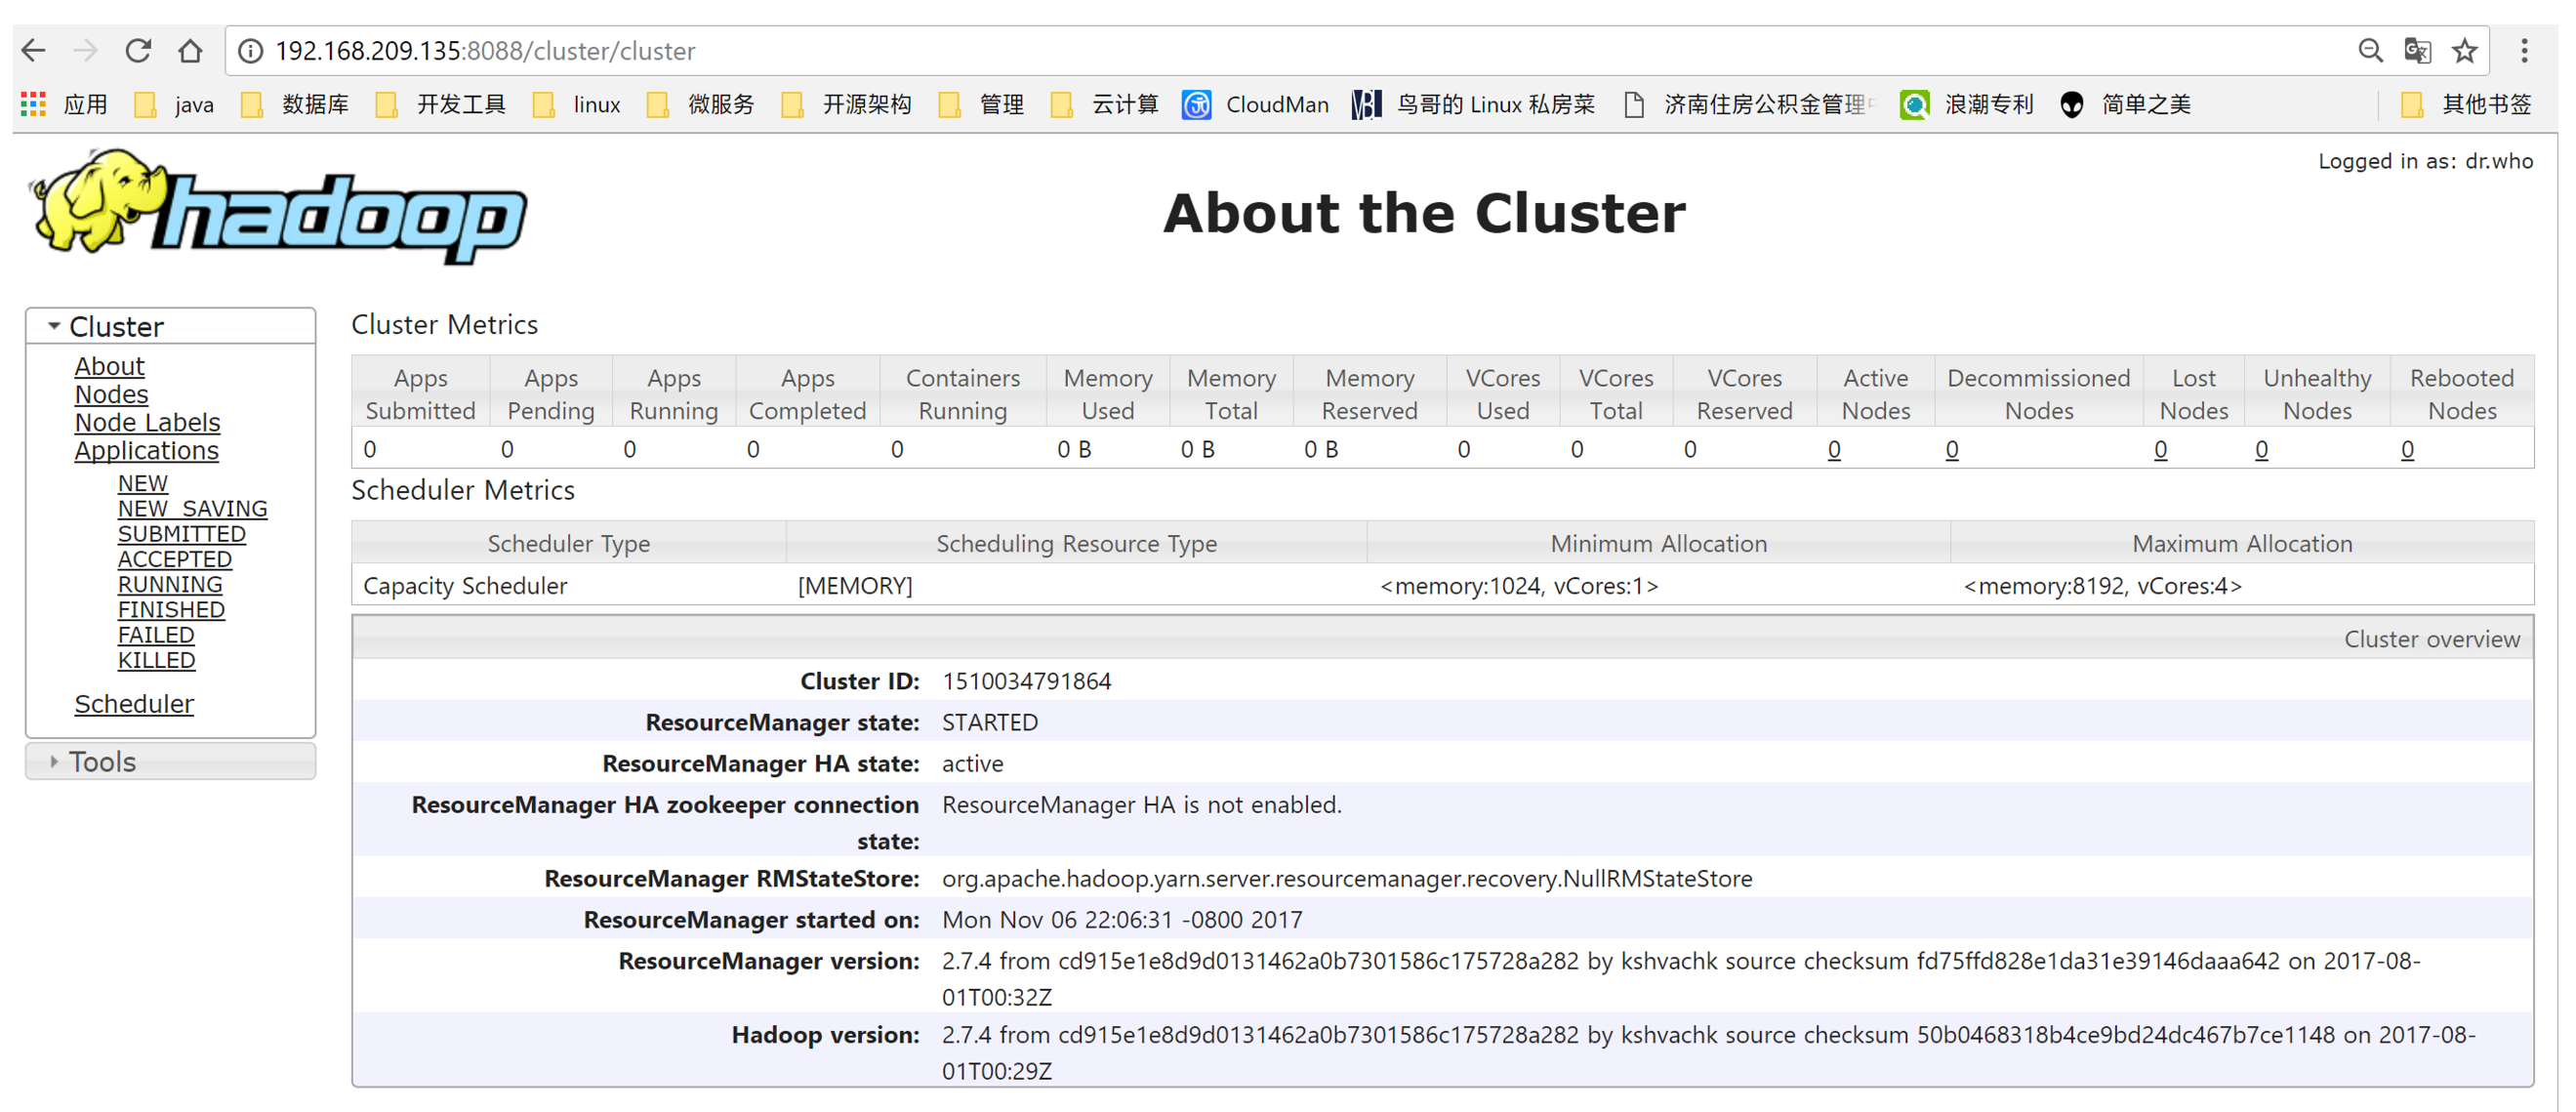 192.168.209.135:8088/cluster/cluster
应用 java 数据库 开发工具 linux 微服务 开源架构 管理 云计算 CloudMan 鸟哥的 Linux 私房菜 济南住房公积金管理 浪潮专利 简单之美 其他书签
hadoop
Logged in as: dr.who
About the Cluster
Cluster
About
Nodes
Node Labels
Applications
NEW
NEW_SAVING
SUBMITTED
ACCEPTED
RUNNING
FINISHED
FAILED
KILLED
Scheduler
Tools
Cluster Metrics
Apps Submitted Apps Pending Apps Running Apps Completed Containers Running Memory Used Memory Total Memory Reserved VCores Used VCores Total VCores Reserved Active Nodes Decommissioned Nodes Lost Nodes Unhealthy Nodes Rebooted Nodes
0 0 0 0 0 0 B 0 B 0 B 0 0 0 0 0 0 0 0
Scheduler Metrics
Scheduler Type Scheduling Resource Type Minimum Allocation Maximum Allocation
Capacity Scheduler [MEMORY] <memory:1024, vCores:1> <memory:8192, vCores:4>
Cluster overview
Cluster ID: 1510034791864
ResourceManager state: STARTED
ResourceManager HA state: active
ResourceManager HA zookeeper connection state: ResourceManager HA is not enabled.
ResourceManager RMStateStore: org.apache.hadoop.yarn.server.resourcemanager.recovery.NullRMStateStore
ResourceManager started on: Mon Nov 06 22:06:31 -0800 2017
ResourceManager version: 2.7.4 from cd915e1e8d9d0131462a0b7301586c175728a282 by kshvachk source checksum fd75ffd828e1da31e39146daaa642 on 2017-08-
01T00:32Z
Hadoop version: 2.7.4 from cd915e1e8d9d0131462a0b7301586c175728a282 by kshvachk source checksum 50b0468318b4ce9bd24dc467b7ce1148 on 2017-08-
01T00:29Z